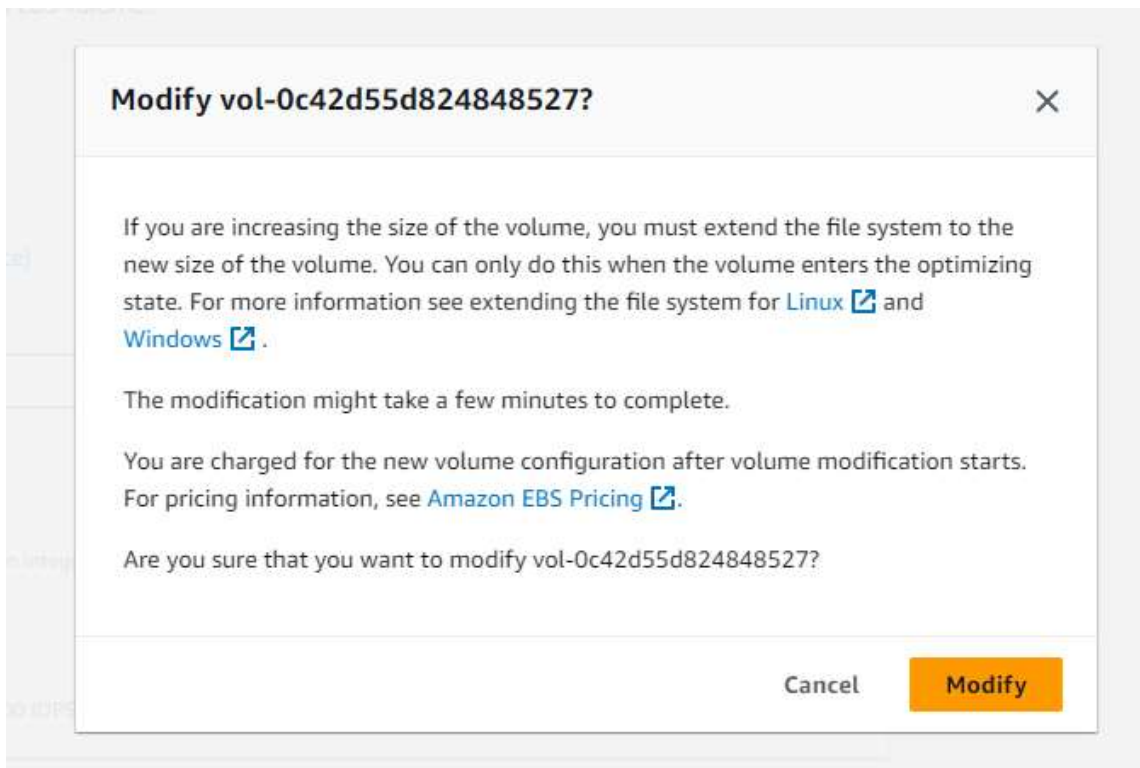 Modify vol-0c42d55d824848527?
If you are increasing the size of the volume, you must extend the file system to the
new size of the volume. You can only do this when the volume enters the optimizing
state. For more information see extending the file system for Linux and
Windows .
The modification might take a few minutes to complete.
You are charged for the new volume configuration after volume modification starts.
For pricing information, see Amazon EBS Pricing .
Are you sure that you want to modify vol-0c42d55d824848527?
Cancel
Modify